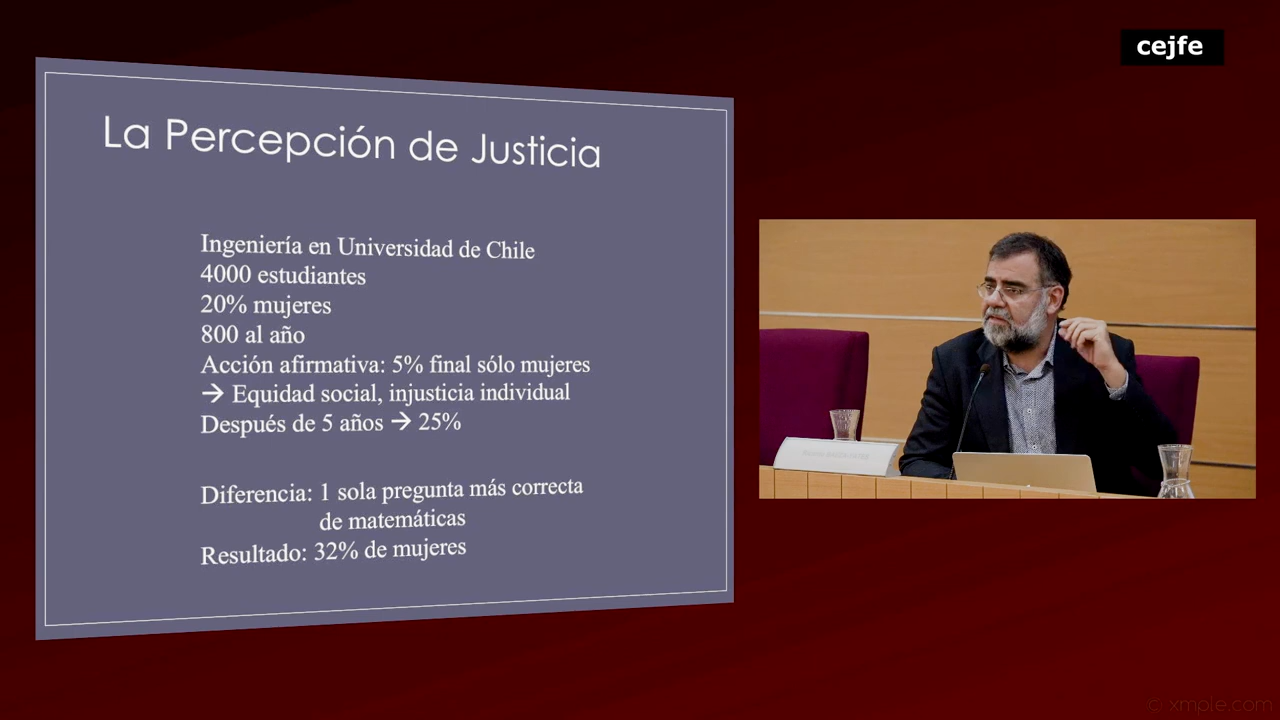 cejfe
La Percepción de Justicia
Ingeniería en Universidad de Chile
4000 estudiantes
20% mujeres
800 al año
Acción afirmativa: 5% final sólo mujeres
→ Equidad social, injusticia individual
Después de 5 años → 25%
Diferencia: 1 sola pregunta más correcta
de matemáticas
Resultado: 32% de mujeres
© xmple.com